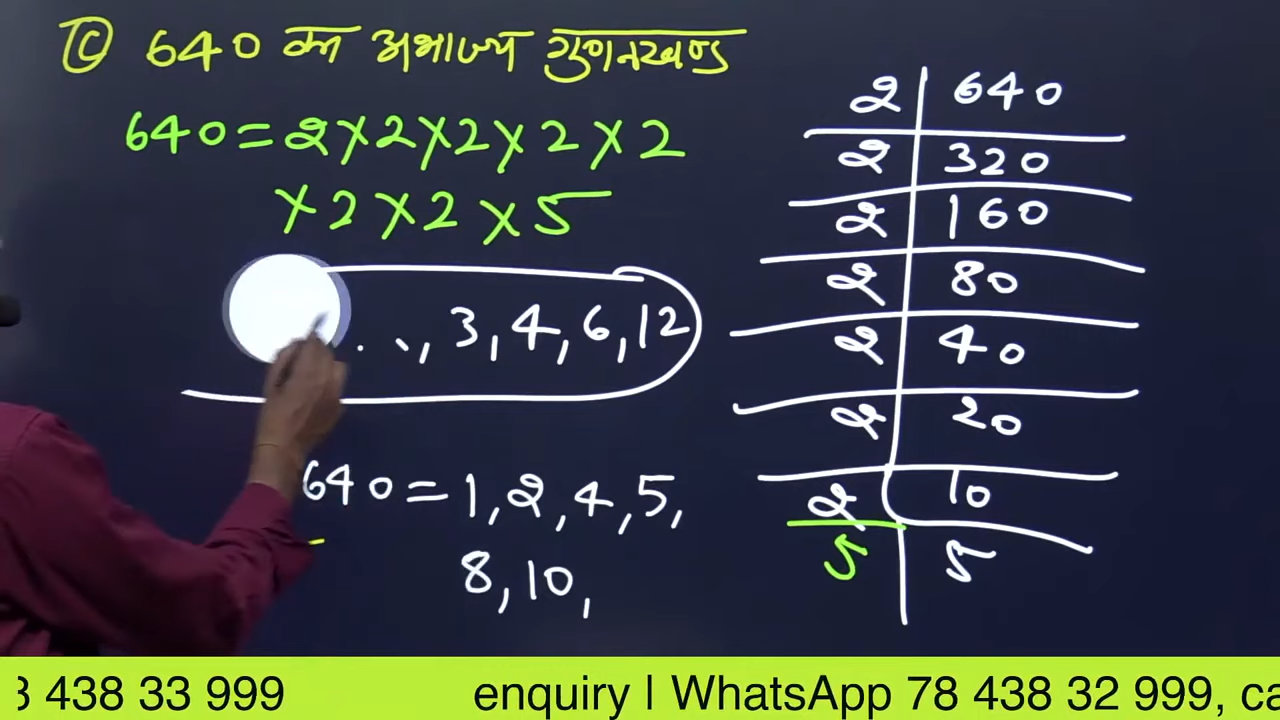 © 640 का अभाज्य गुणनखण्ड
640 = 2 × 2 × 2 × 2 × 2
× 2 × 2 × 5
. . , 3, 4, 6, 12
640 = 1, 2, 4, 5,
8, 10,
2 | 640
2 | 320
2 | 160
2 | 80
2 | 40
2 | 20
2 | 10
5 | 5
3 438 33 999 enquiry | WhatsApp 78 438 32 999, ca